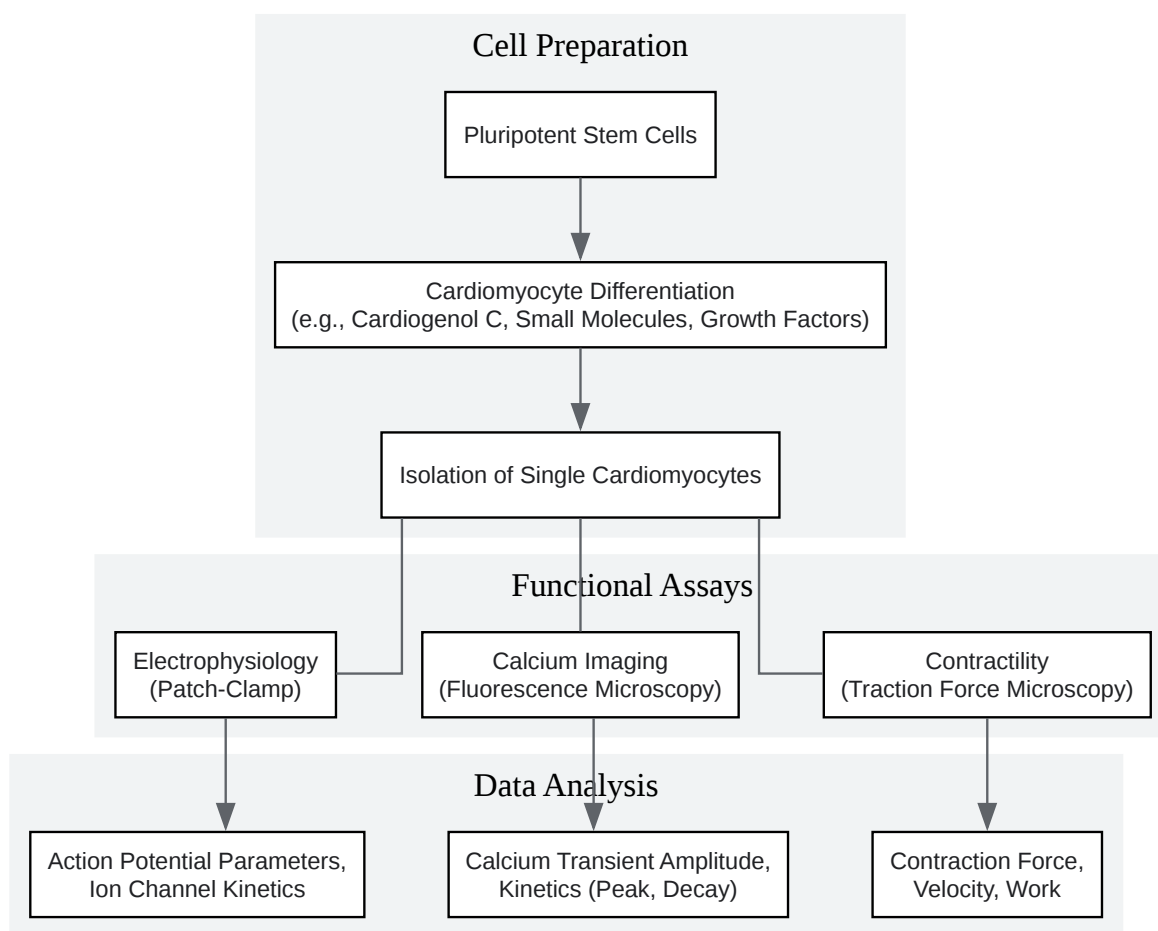 Cell Preparation
Pluripotent Stem Cells
Cardiomyocyte Differentiation
(e.g., Cardiogenol C, Small Molecules, Growth Factors)
Isolation of Single Cardiomyocytes
Functional Assays
Electrophysiology
(Patch-Clamp)
Calcium Imaging
(Fluorescence Microscopy)
Contractility
(Traction Force Microscopy)
Data Analysis
Action Potential Parameters,
Ion Channel Kinetics
Calcium Transient Amplitude,
Kinetics (Peak, Decay)
Contraction Force,
Velocity, Work